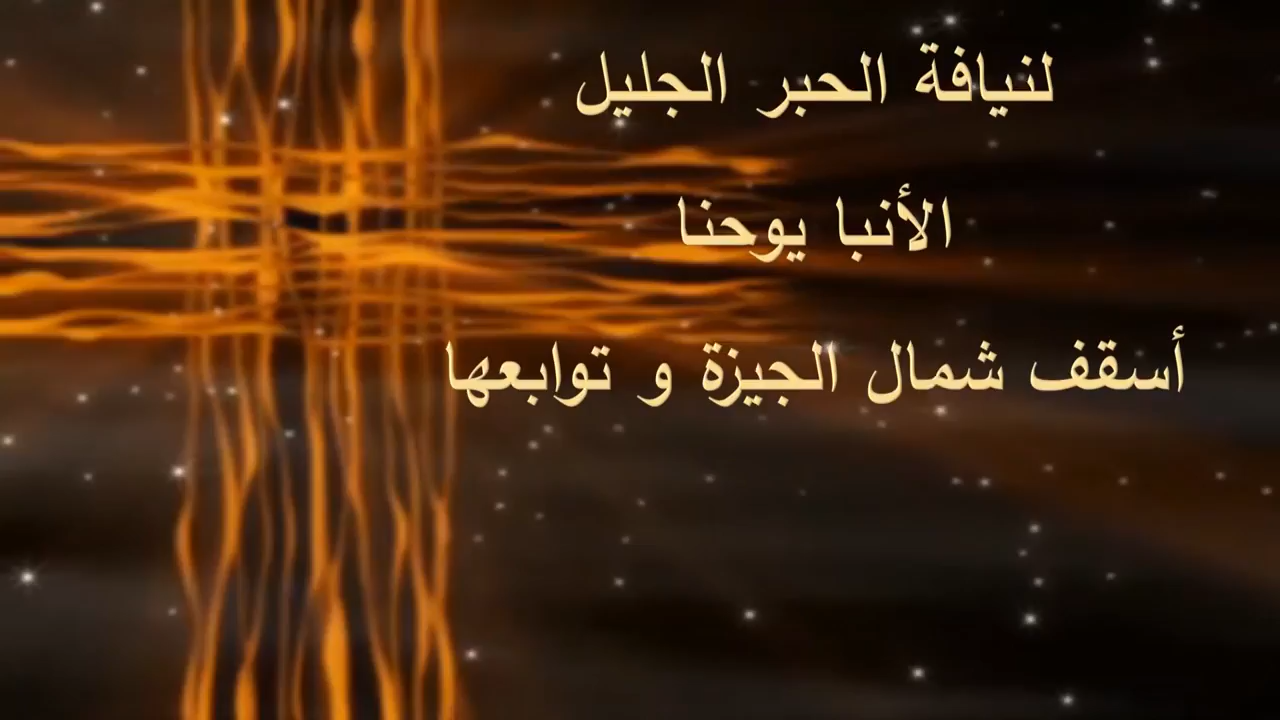 لنيافة الحبر الجليل
الأنبا يوحنا
أسقف شمال الجيزة و توابعها